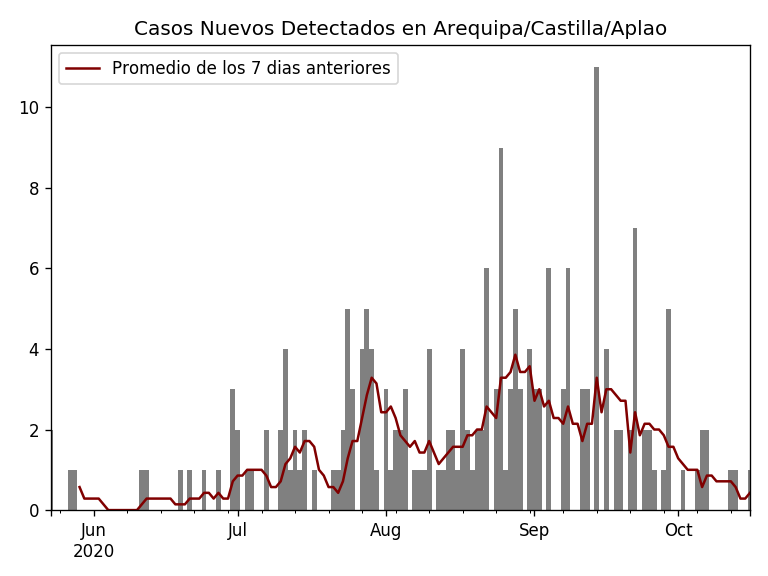 Casos Nuevos Detectados en Arequipa/Castilla/Aplao
Promedio de los 7 dias anteriores
10
8
6
4
2
0
Jun Jul Aug Sep Oct
2020